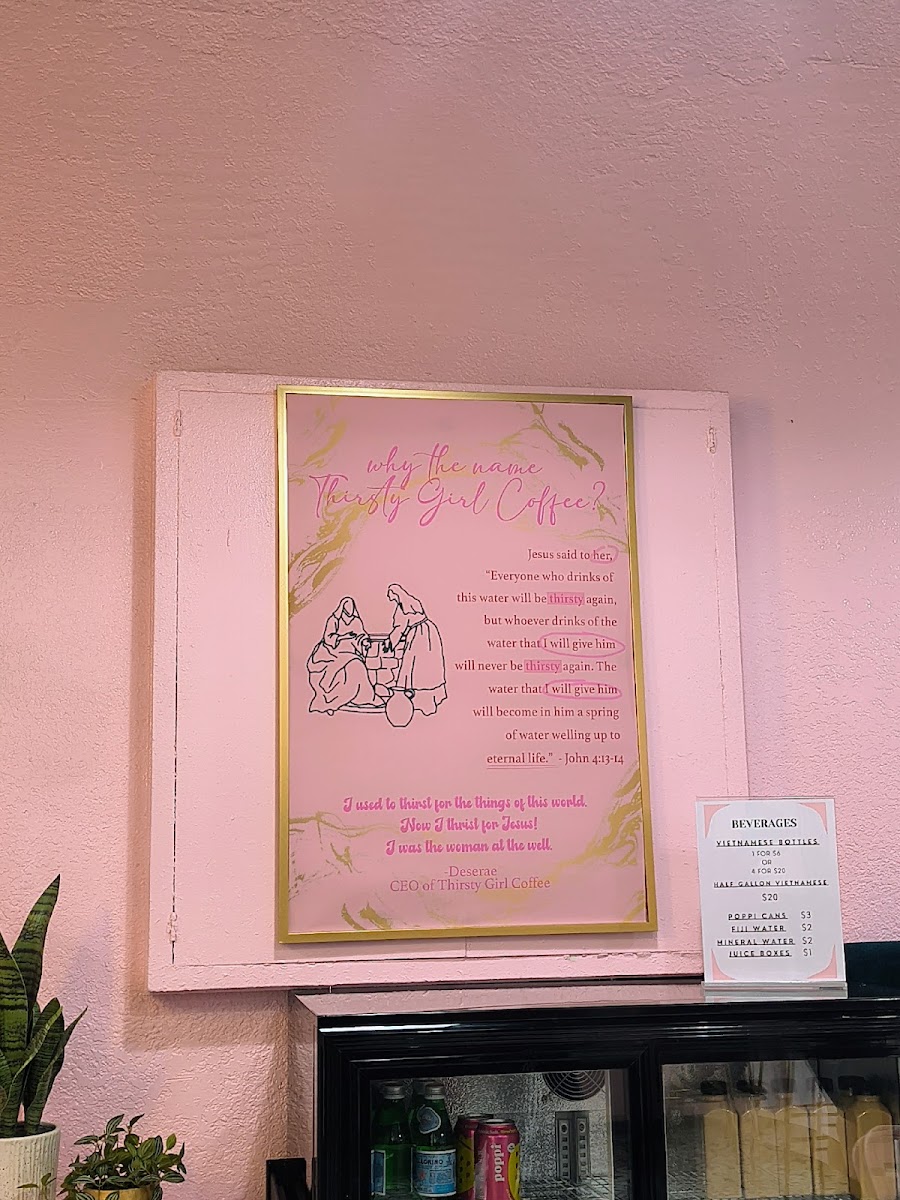 why the name
Thirsty Girl Coffee?
Jesus said to her,
“Everyone who drinks of
this water will be thirsty again,
but whoever drinks of the
water that I will give him
will never be thirsty again. The
water that I will give him
will become in him a spring
of water welling up to
eternal life.” - John 4:13-14
I used to thirst for the things of this world.
Now I thrist for Jesus!
I was the woman at the well.
-Deserae
CEO of Thirsty Girl Coffee
BEVERAGES
VIETNAMESE BOTTLES
1 FOR $6
OR
4 FOR $20
HALF GALLON VIETNAMESE
$20
POPPI CANS $3
FIJI WATER $2
MINERAL WATER $2
JUICE BOXES $1
poppi